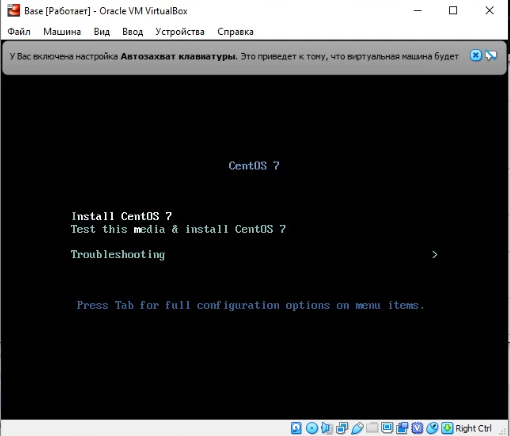 Base [Работает] - Oracle VM VirtualBox
Файл Машина Вид Ввод Устройства Справка
У Вас включена настройка Автозахват клавиатуры. Это приведет к тому, что виртуальная машина будет
CentOS 7
Install CentOS 7
Test this media & install CentOS 7
Troubleshooting >
Press Tab for full configuration options on menu items.
Right Ctrl